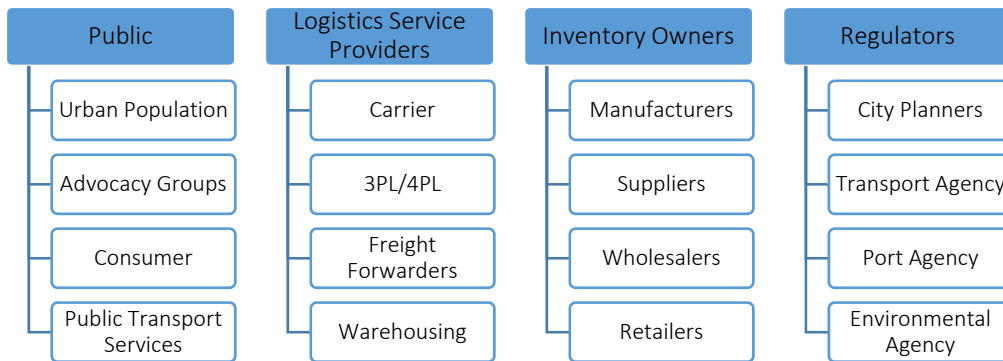 Public
Urban Population
Advocacy Groups
Consumer
Public Transport
Services
Logistics Service
Providers
Carrier
3PL/4PL
Freight
Forwarders
Warehousing
Inventory Owners
Manufacturers
Suppliers
Wholesalers
Retailers
Regulators
City Planners
Transport Agency
Port Agency
Environmental
Agency